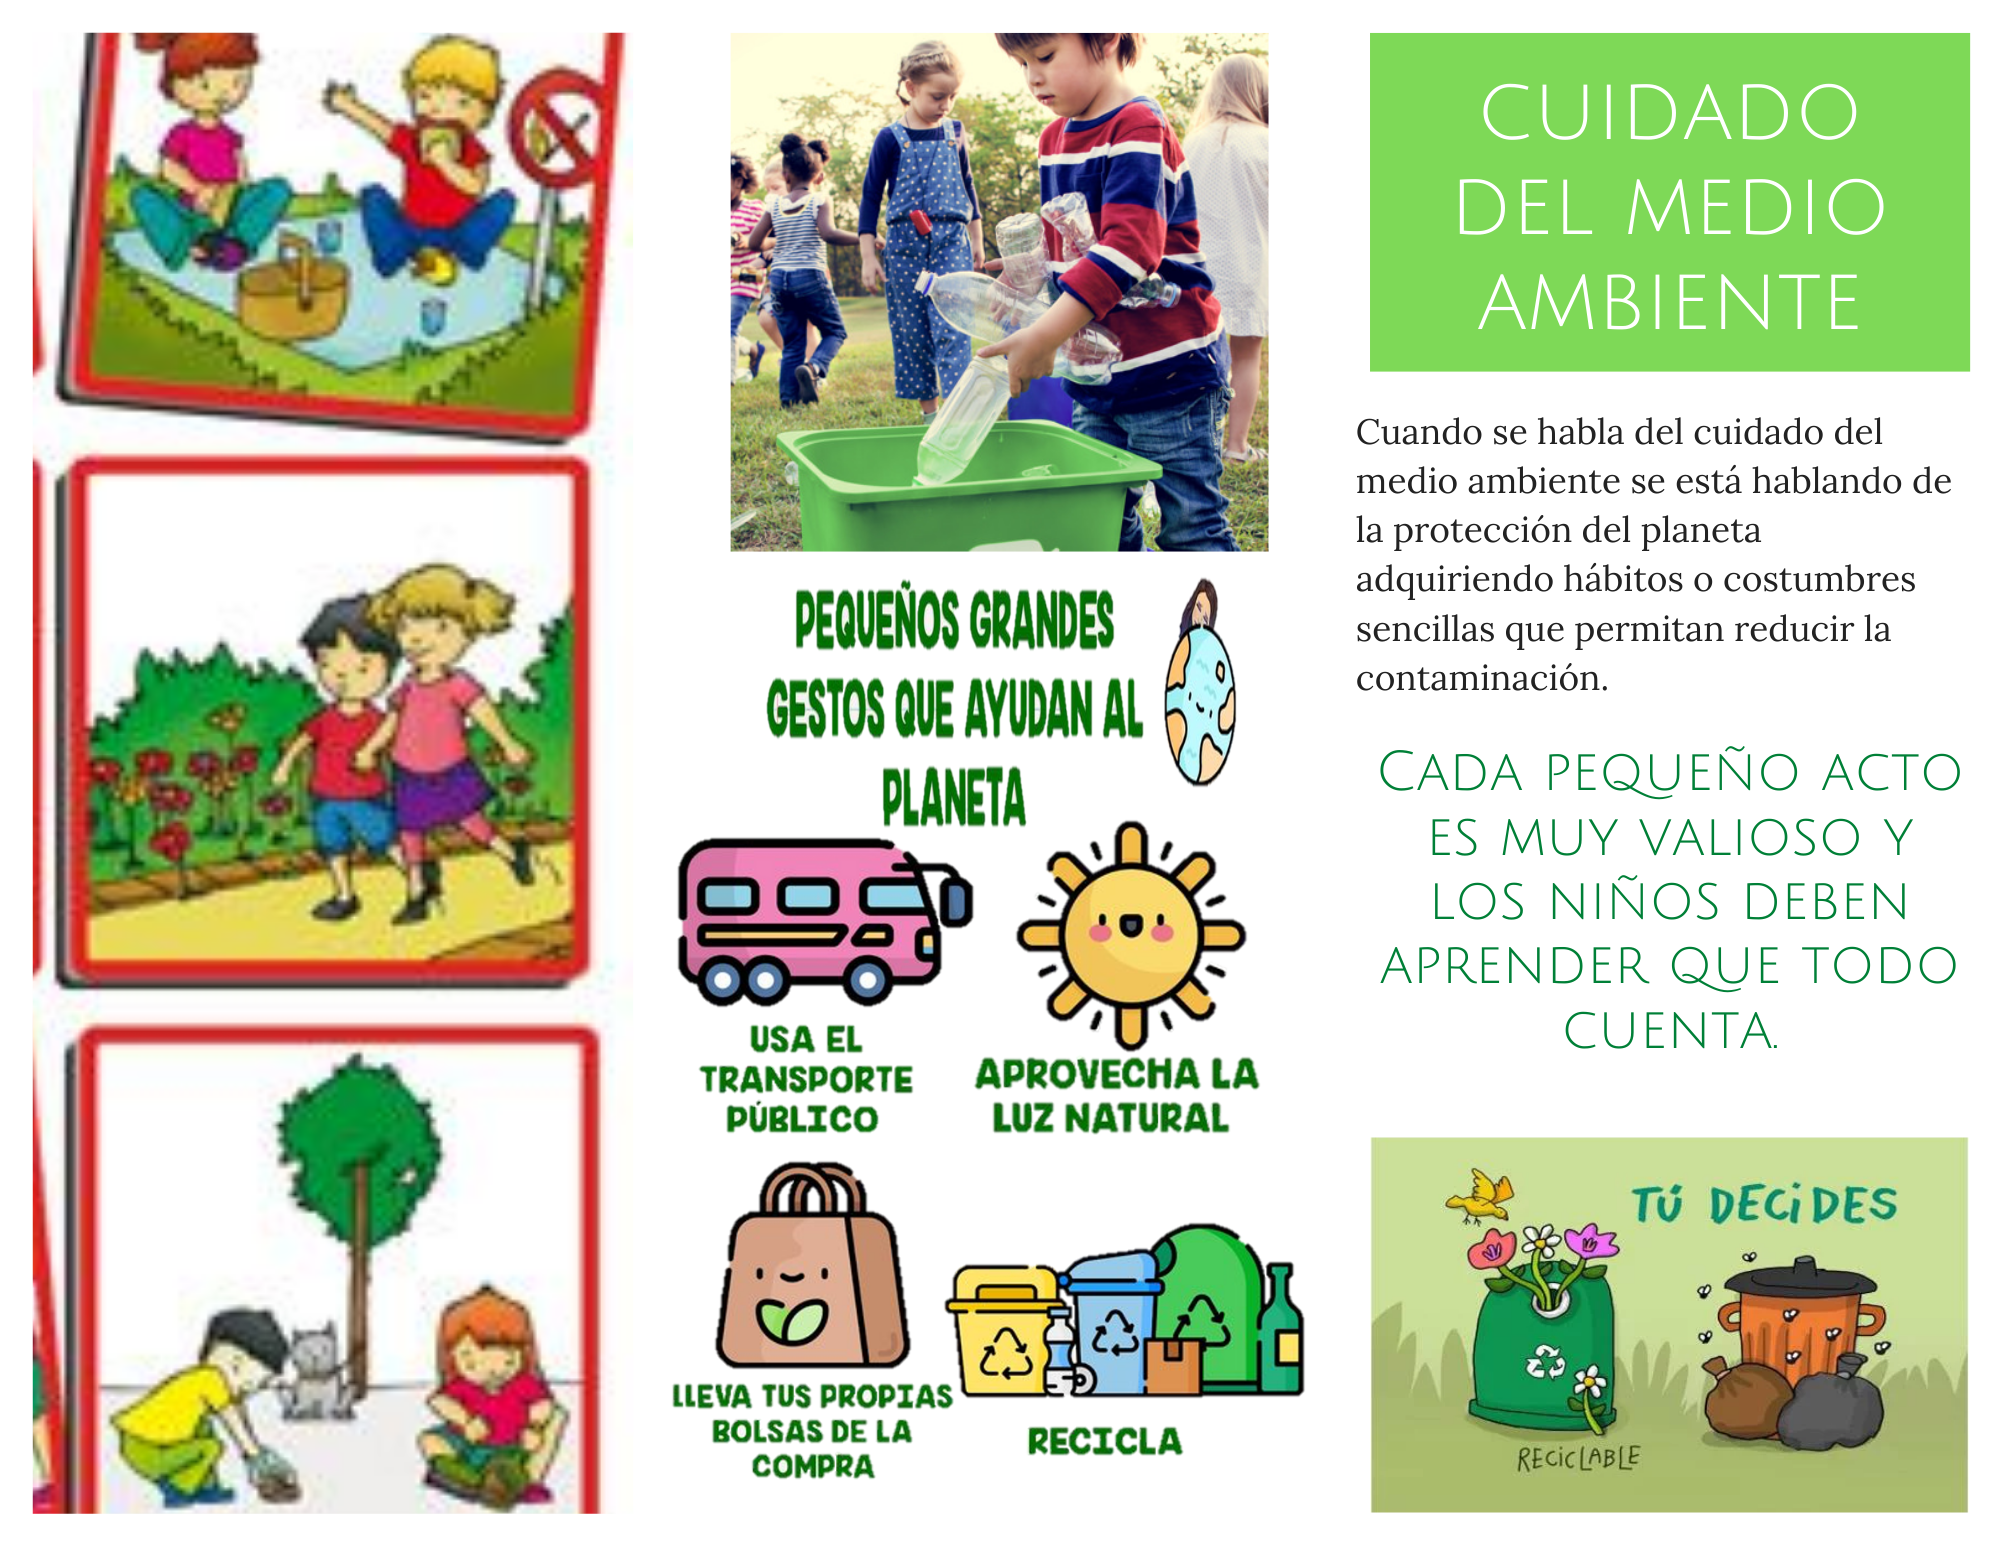 PEQUEÑOS GRANDES
GESTOS QUE AYUDAN AL
PLANETA
USA EL
TRANSPORTE
PÚBLICO
APROVECHA LA
LUZ NATURAL
LLEVA TUS PROPIAS
BOLSAS DE LA
COMPRA
RECICLA
CUIDADO
DEL MEDIO
AMBIENTE
Cuando se habla del cuidado del
medio ambiente se está hablando de
la protección del planeta
adquiriendo hábitos o costumbres
sencillas que permitan reducir la
contaminación.
CADA PEQUEÑO ACTO
ES MUY VALIOSO Y
LOS NIÑOS DEBEN
APRENDER QUE TODO
CUENTA.
TÚ DECiDES
RECiCLABLE